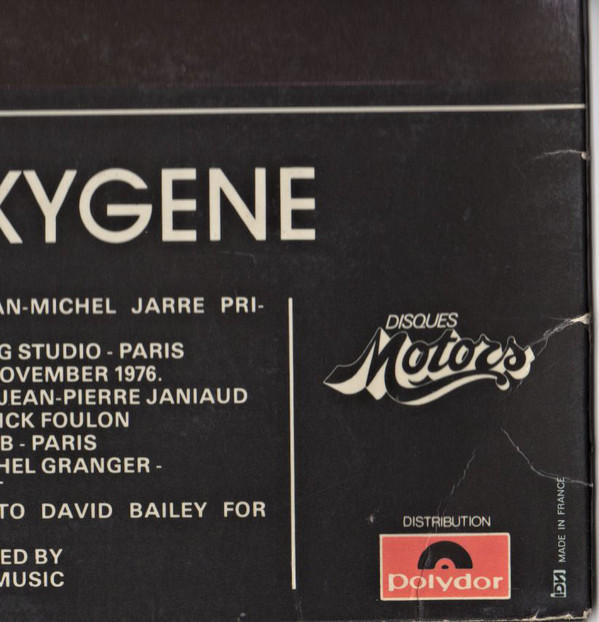 XYGENE
AN-MICHEL JARRE PRI-
G STUDIO - PARIS
OVEMBER 1976.
JEAN-PIERRE JANIAUD
ICK FOULON
B - PARIS
HEL GRANGER -
TO DAVID BAILEY FOR
ED BY
MUSIC
DISQUES
Motors
DISTRIBUTION
polydor
MADE IN FRANCE